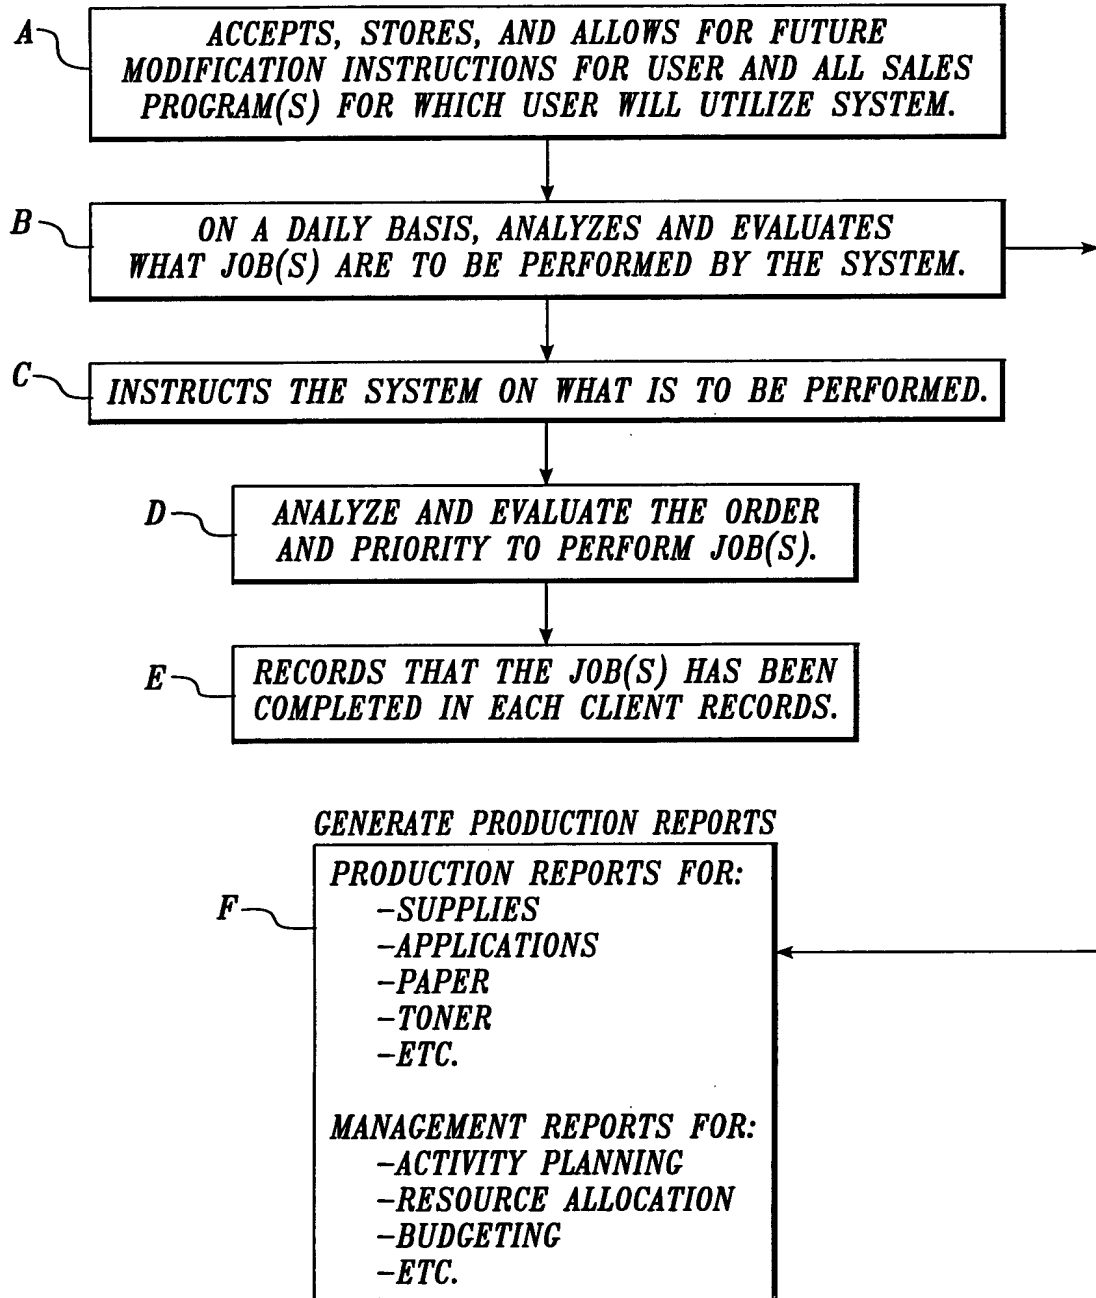 A
ACCEPTS, STORES, AND ALLOWS FOR FUTURE
MODIFICATION INSTRUCTIONS FOR USER AND ALL SALES
PROGRAM(S) FOR WHICH USER WILL UTILIZE SYSTEM.
B
ON A DAILY BASIS, ANALYZES AND EVALUATES
WHAT JOB(S) ARE TO BE PERFORMED BY THE SYSTEM.
C
INSTRUCTS THE SYSTEM ON WHAT IS TO BE PERFORMED.
D
ANALYZE AND EVALUATE THE ORDER
AND PRIORITY TO PERFORM JOB(S).
E
RECORDS THAT THE JOB(S) HAS BEEN
COMPLETED IN EACH CLIENT RECORDS.
GENERATE PRODUCTION REPORTS
F
PRODUCTION REPORTS FOR:
-SUPPLIES
-APPLICATIONS
-PAPER
-TONER
-ETC.
MANAGEMENT REPORTS FOR:
-ACTIVITY PLANNING
-RESOURCE ALLOCATION
-BUDGETING
-ETC.